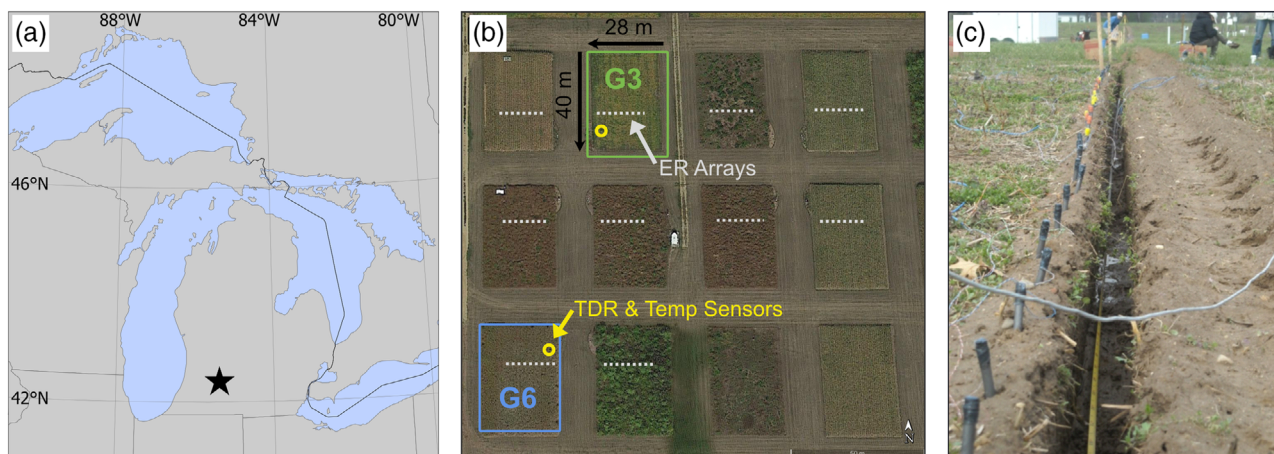 (a)
88°W
84°W
80°W
46°N
42°N
(b)
28 m
40 m
G3
ER Arrays
TDR & Temp Sensors
G6
N
(c)